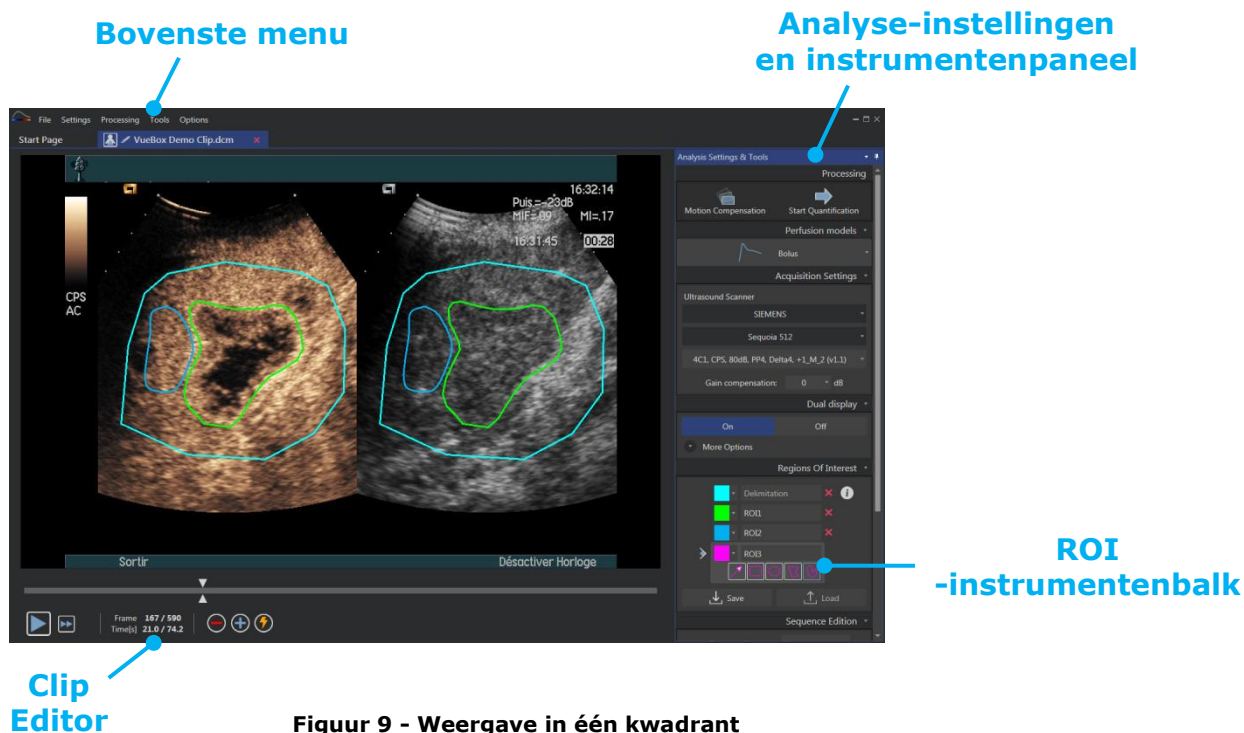 Bovenste menu
Analyse-instellingen
en instrumentenpaneel
File Settings Processing Tools Options
Start Page VueBox Demo Clip.dcm
Analysis Settings & Tools
Processing
Motion Compensation Start Quantification
Perfusion models
Bolus
Acquisition Settings
Ultrasound Scanner
SIEMENS
Sequoia 512
4C1, CPS, 80dB, PP4, Delta4, +1_M_2 (v1.1)
Gain compensation: 0 dB
Dual display
On Off
More Options
Regions Of Interest
Delimitation
ROI1
ROI2
ROI3
Save Load
Sequence Edition
16:32:14
Puis.=-23dB
MIF=.09 MI=.17
16:31:45 00:28
CPS
AC
Sortir Désactiver Horloge
Frame 167 / 590
Time[s] 21.0 / 74.2
ROI
-instrumentenbalk
Clip
Editor
Figuur 9 - Weergave in één kwadrant